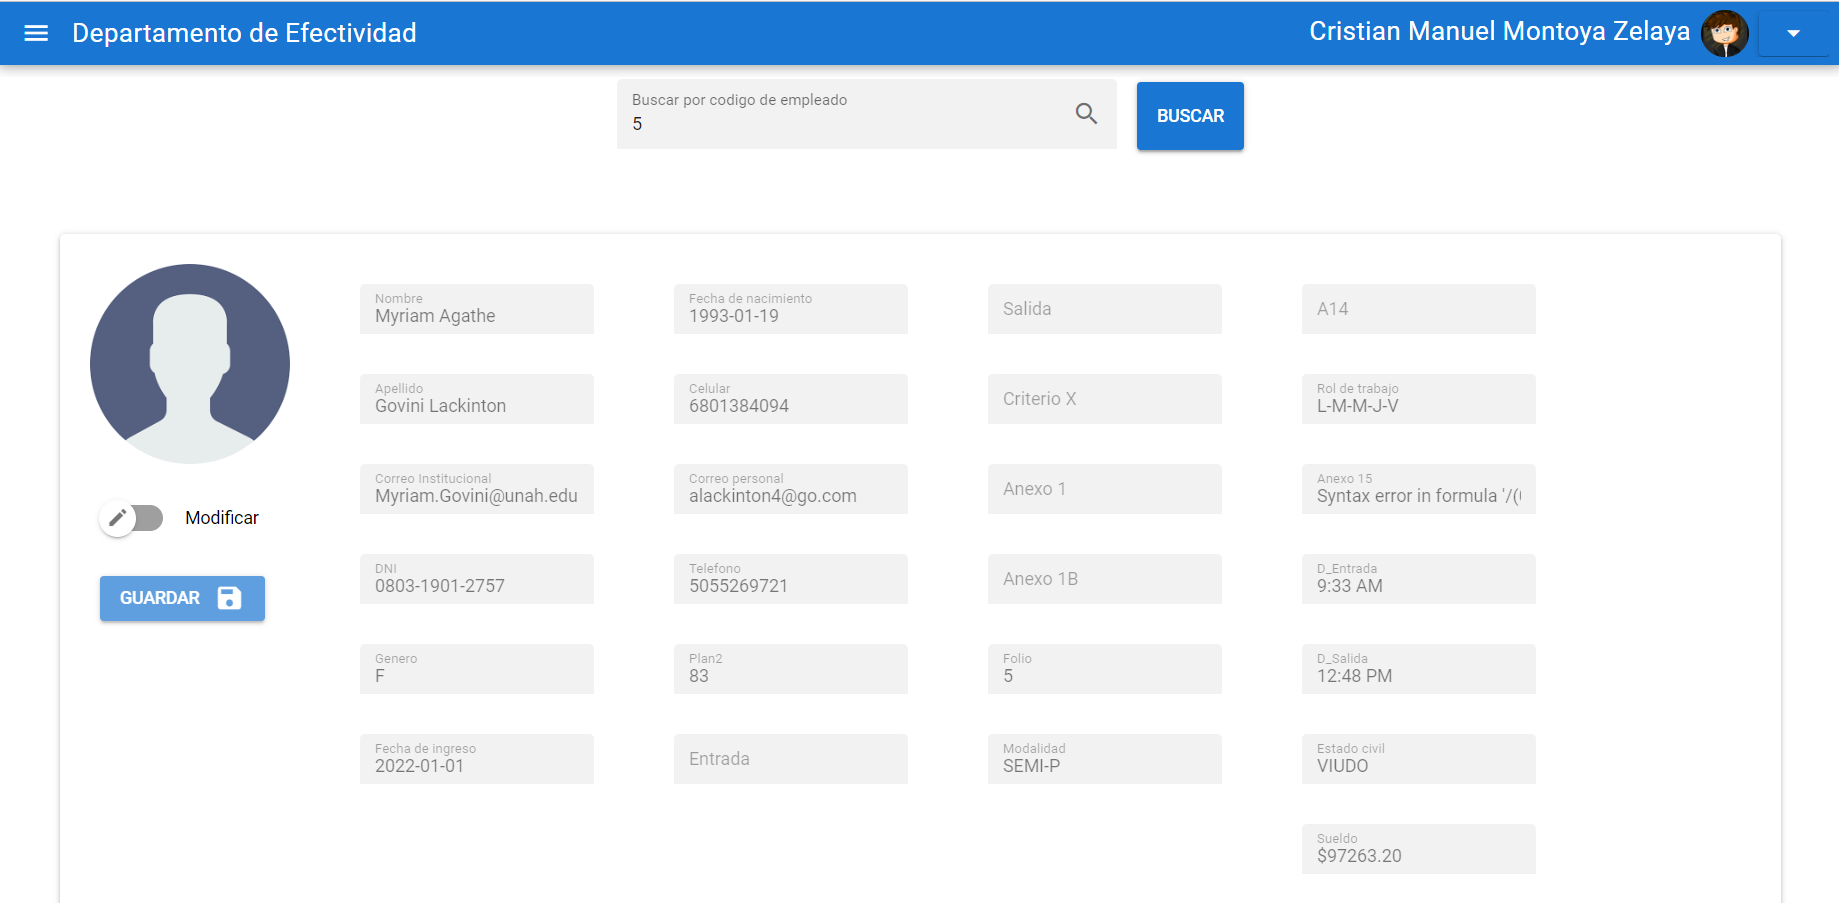 Departamento de Efectividad
Cristian Manuel Montoya Zelaya
Buscar por codigo de empleado
5
BUSCAR
Modificar
GUARDAR
Nombre
Myriam Agathe
Apellido
Govini Lackinton
Correo Institucional
Myriam.Govini@unah.edu
DNI
0803-1901-2757
Genero
F
Fecha de ingreso
2022-01-01
Fecha de nacimiento
1993-01-19
Celular
6801384094
Correo personal
alackinton4@go.com
Telefono
5055269721
Plan2
83
Entrada
Salida
Criterio X
Anexo 1
Anexo 1B
Folio
5
Modalidad
SEMI-P
A14
Rol de trabajo
L-M-M-J-V
Anexo 15
Syntax error in formula '/(
D_Entrada
9:33 AM
D_Salida
12:48 PM
Estado civil
VIUDO
Sueldo
$97263.20